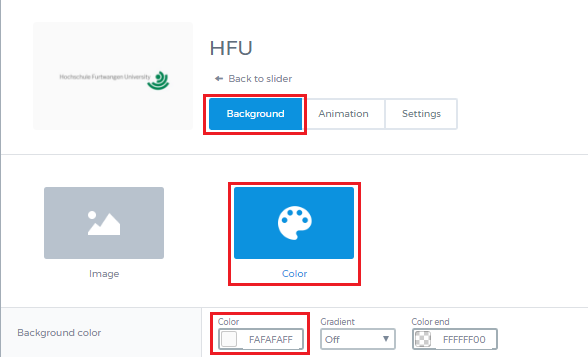 HFU
Hochschule Furtwangen University
Back to slider
Background Animation Settings
Image Color
Color Gradient Color end
Background color FAFAFAFF Off FFFFFF00